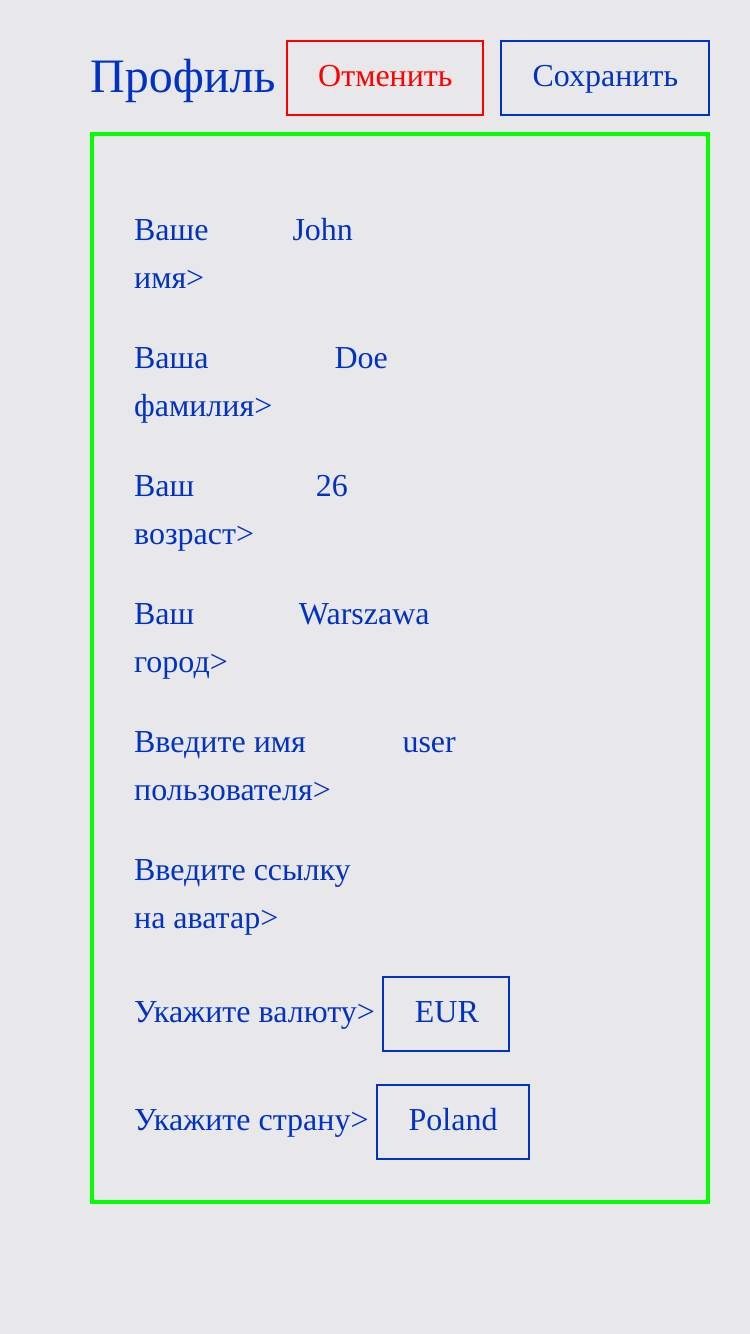 Профиль Отменить Сохранить
Ваше John
имя>
Ваша Doe
фамилия>
Ваш 26
возраст>
Ваш Warszawa
город>
Введите имя user
пользователя>
Введите ссылку
на аватар>
Укажите валюту> EUR
Укажите страну> Poland